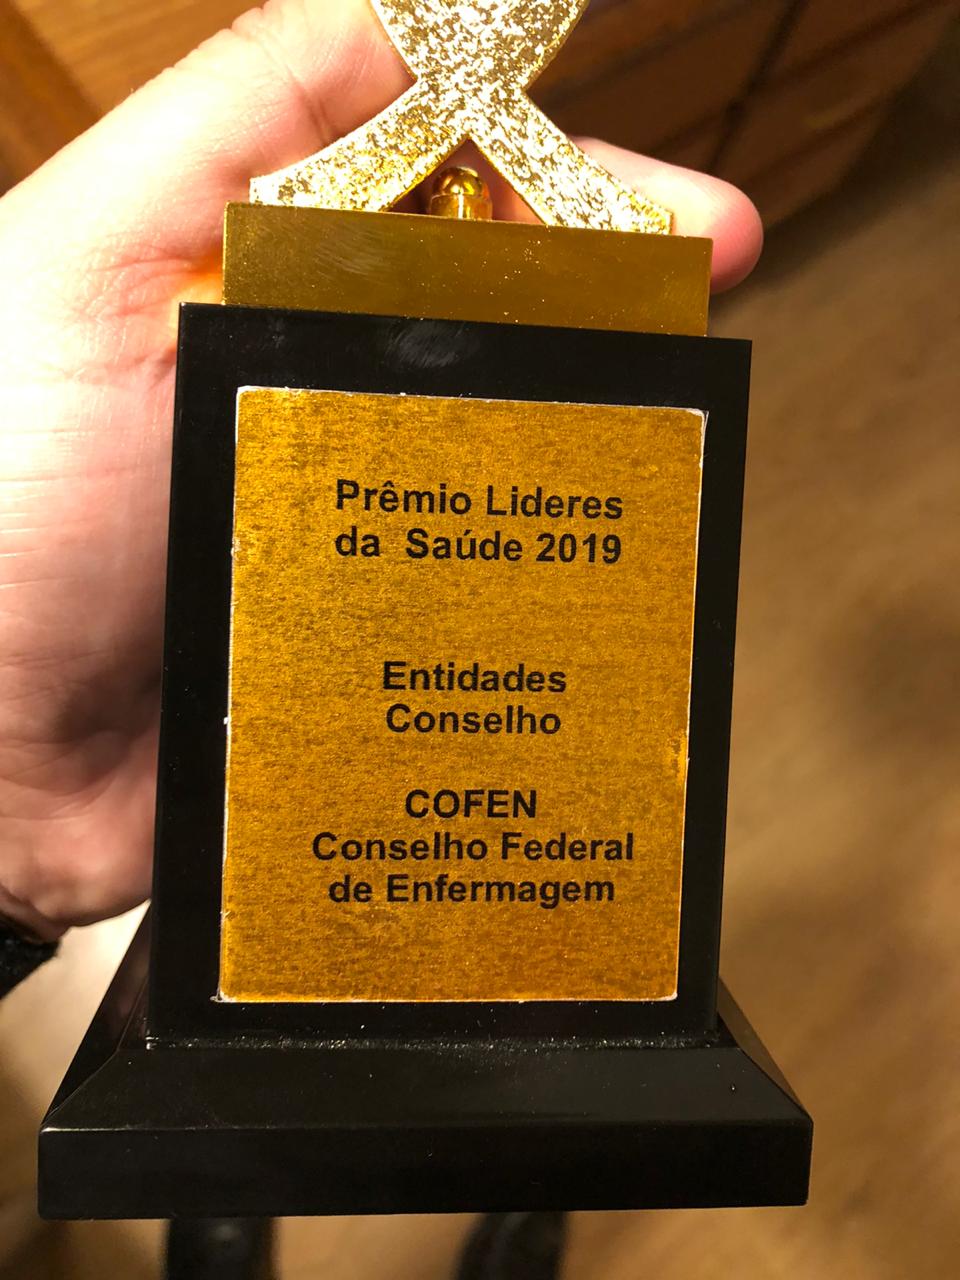 Prêmio Lideres
da Saúde 2019
Entidades
Conselho
COFEN
Conselho Federal
de Enfermagem